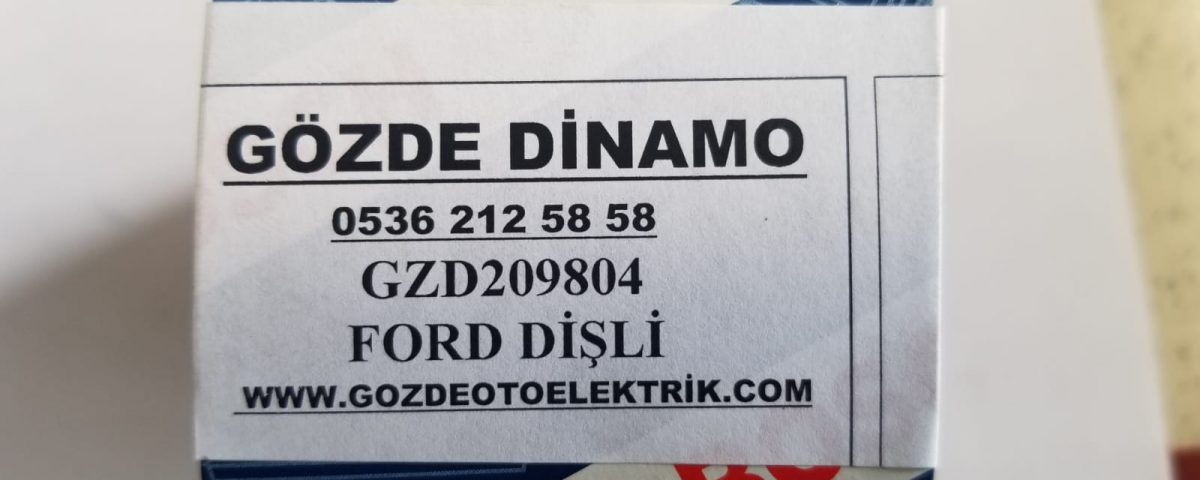 GÖZDE DİNAMO
0536 212 58 58
GZD209804
FORD DİŞLİ
WWW.GOZDEOTOELEKTRİK.COM